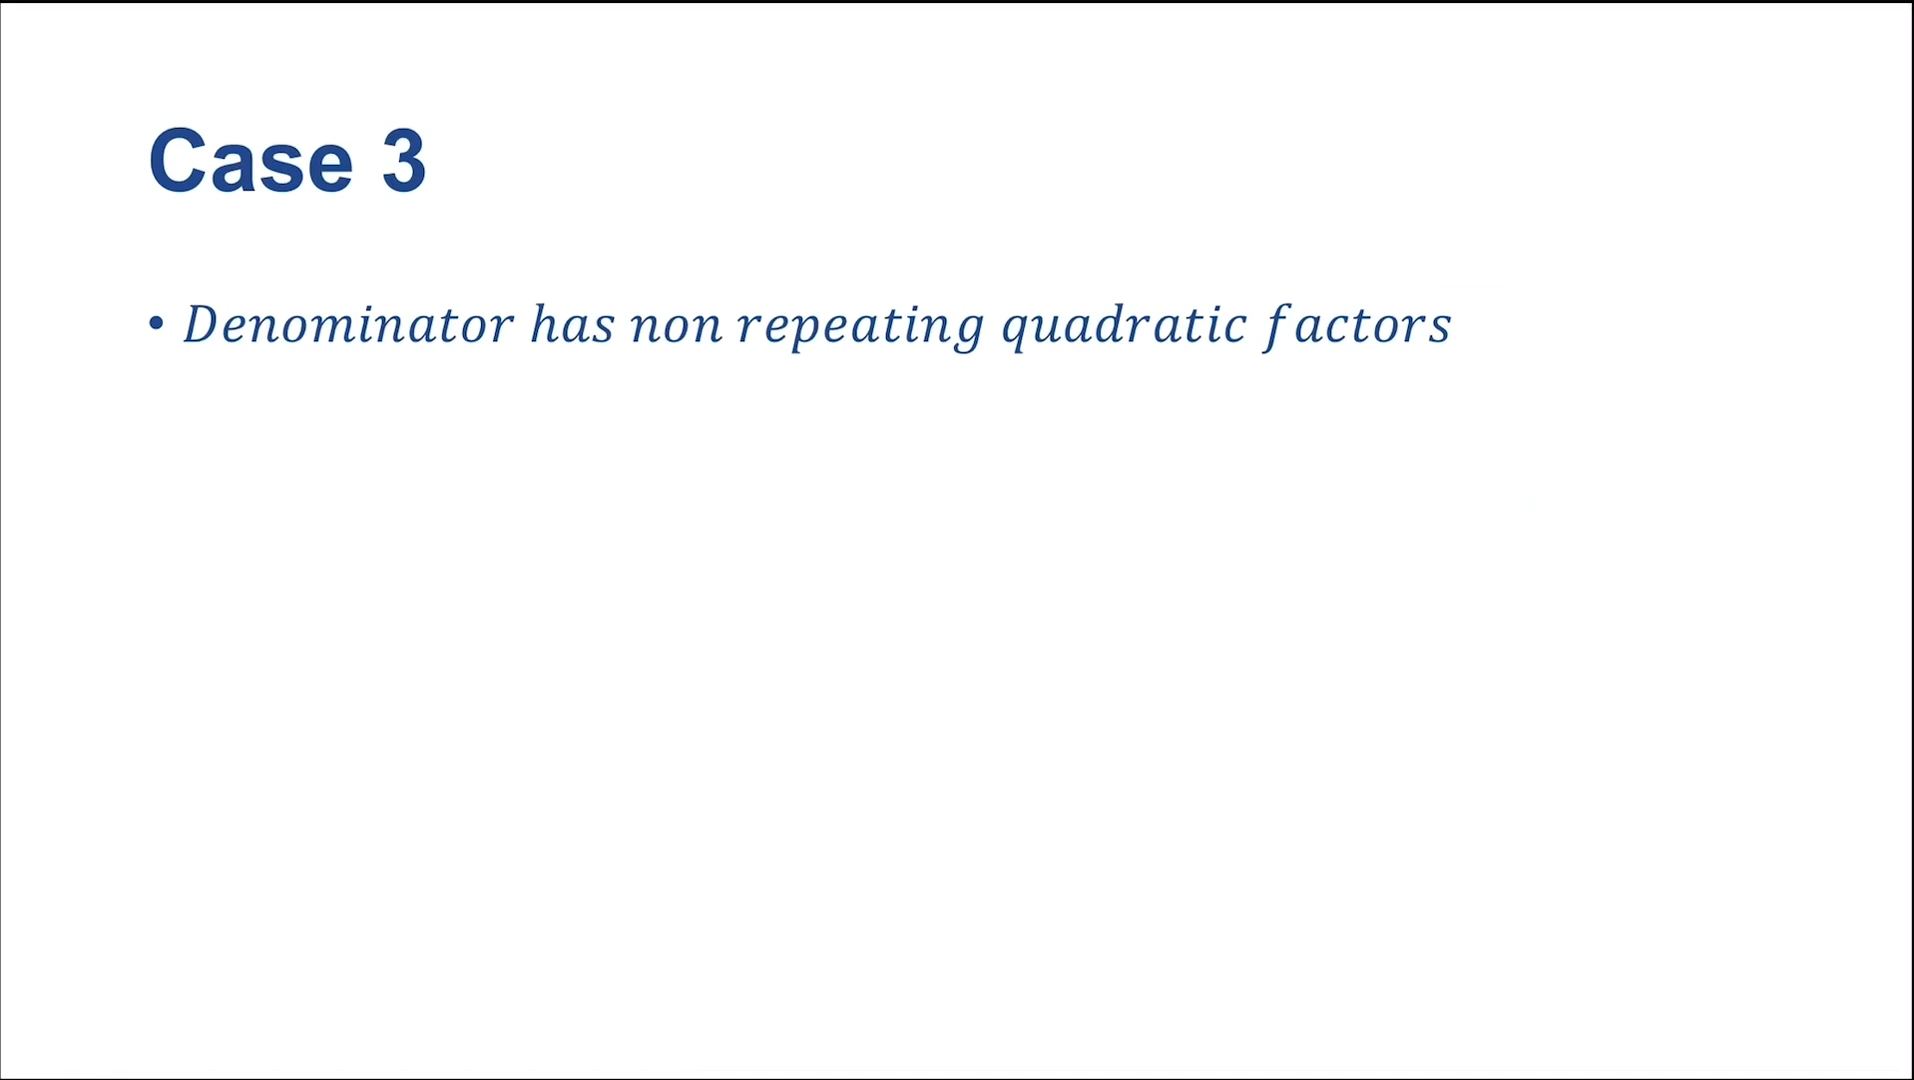 Case 3
• Denominator has non repeating quadratic factors